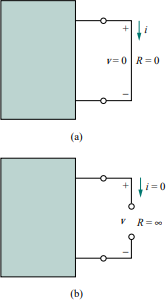 + i
v = 0 R = 0
−
(a)
+ i = 0
v R = ∞
−
(b)